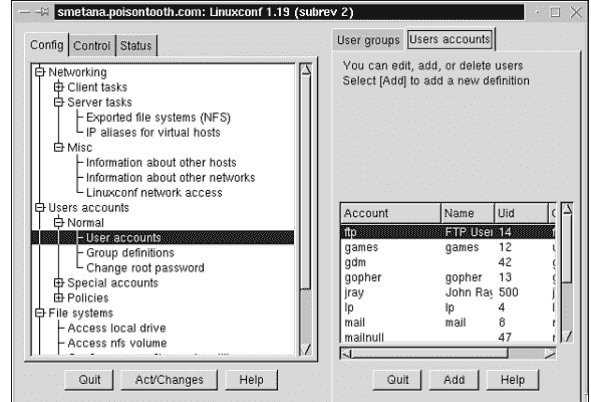 smetana.poisontooth.com: Linuxconf 1.19 (subrev 2)
Config Control Status
Networking
Client tasks
Server tasks
Exported file systems (NFS)
IP aliases for virtual hosts
Misc
Information about other hosts
Information about other networks
Linuxconf network access
Users accounts
Normal
User accounts
Group definitions
Change root password
Special accounts
Policies
File systems
Access local drive
Access nfs volume
Quit Act/Changes Help
User groups Users accounts
You can edit, add, or delete users
Select [Add] to add a new definition
Account Name Uid
ftp FTP User 14
games games 12
gdm 42
gopher gopher 13
jray John Ray 500
lp lp 4
mail mail 8
mailnull 47
Quit Add Help